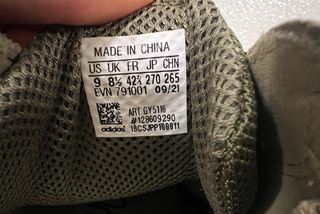 MADE IN CHINA
US UK FR JP CHN
9 8½ 42⅔ 270 265
EVN 791001 09/21
ART GY5116
#128609290
adidas 16CSJPP100811